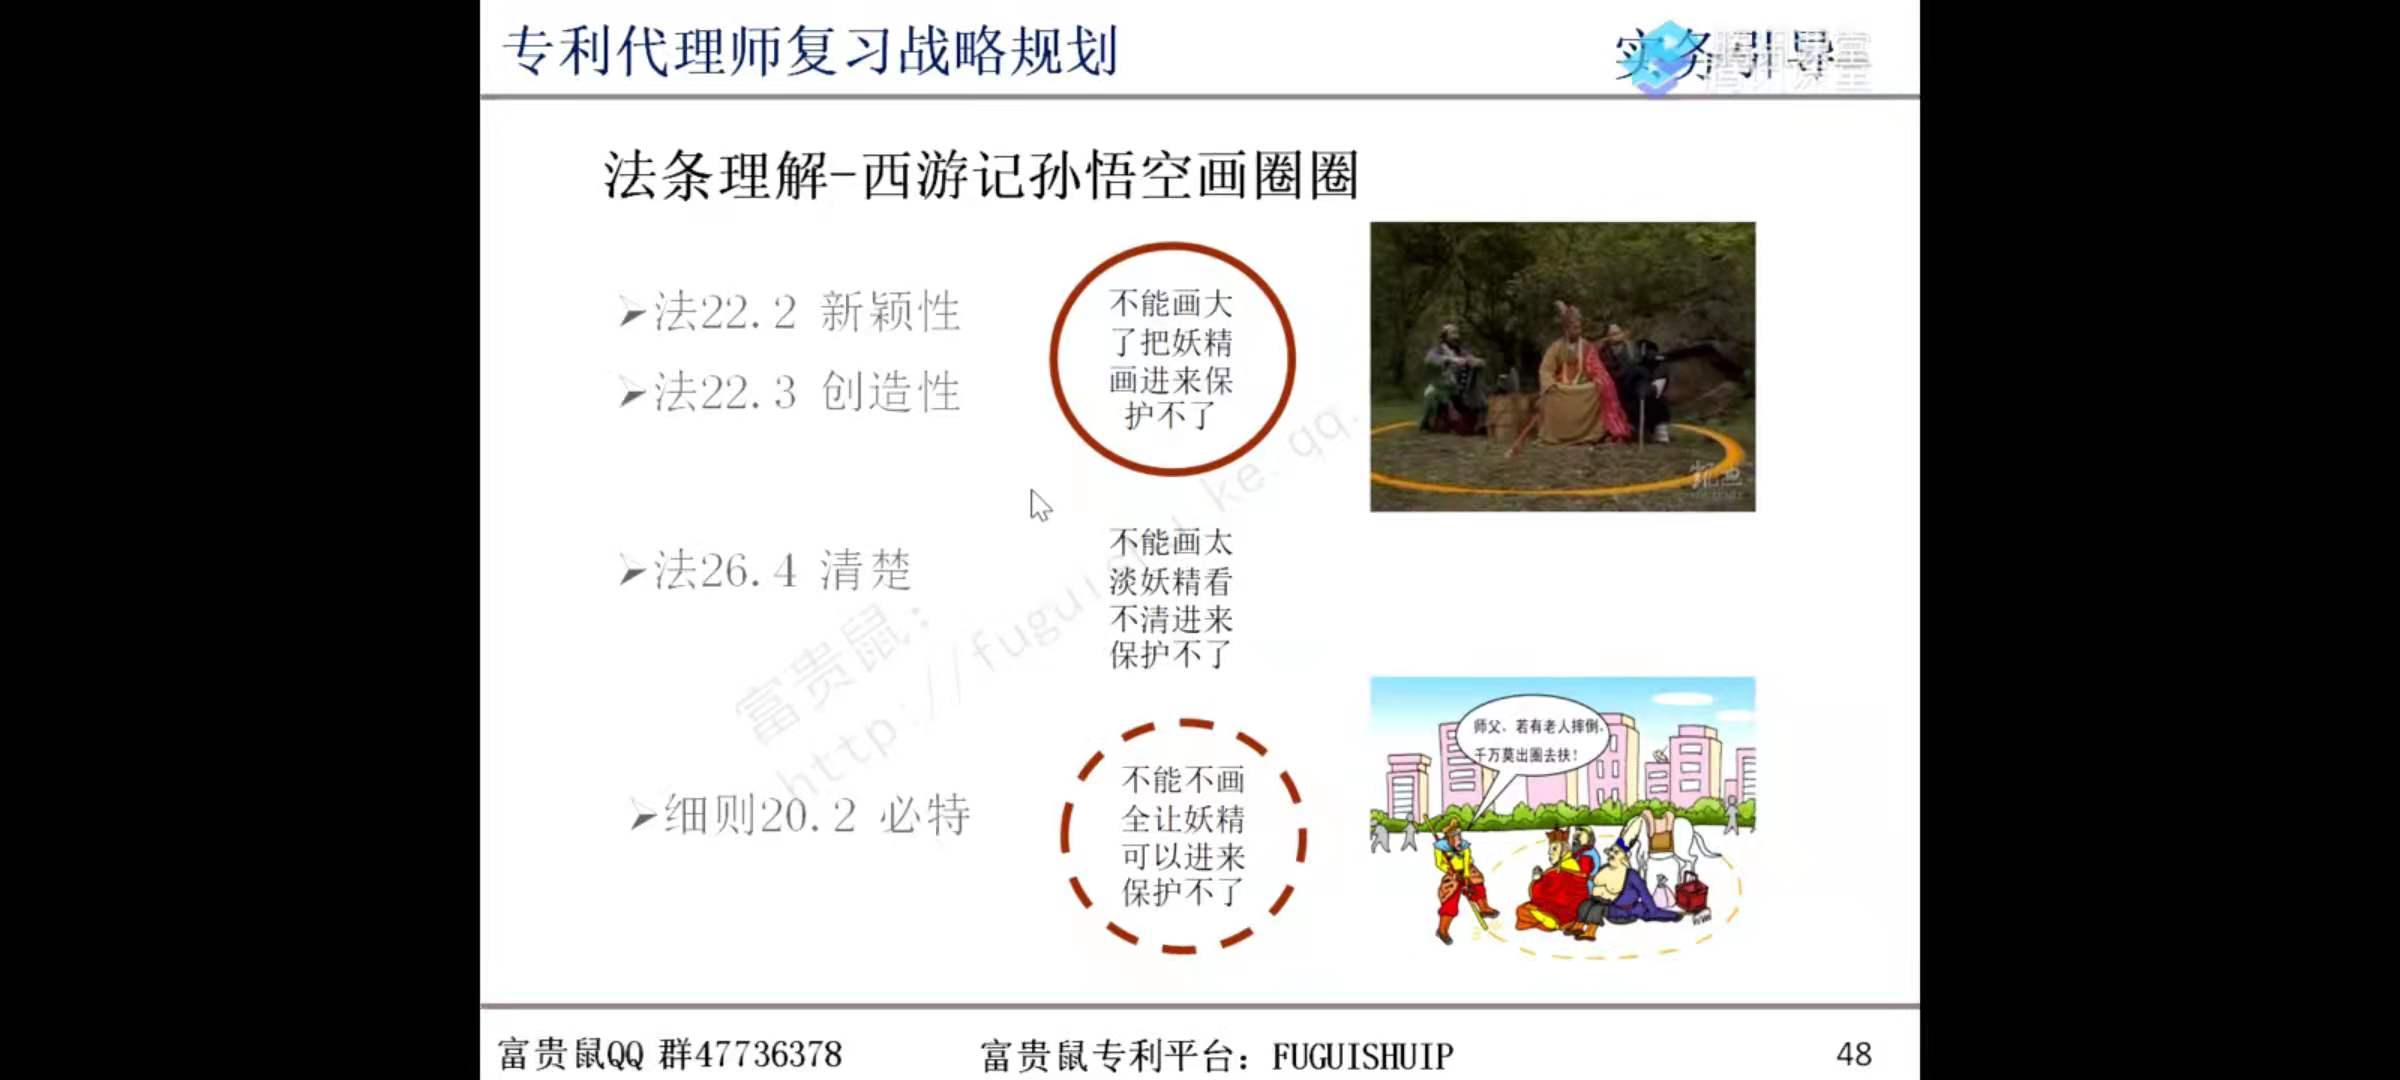 专利代理师复习战略规划
实务引导
法条理解-西游记孙悟空画圈圈
➢法22.2 新颖性
➢法22.3 创造性
不能画大
了把妖精
画进来保
护不了
➢法26.4 清楚
不能画太
淡妖精看
不清进来
保护不了
➢细则20.2 必特
不能不画
全让妖精
可以进来
保护不了
师父、若有老人摔倒,
千万莫出圈去扶!
富贵鼠:
http://fuguishu.ke.qq.
富贵鼠QQ 群47736378
富贵鼠专利平台: FUGUISHUIP
48